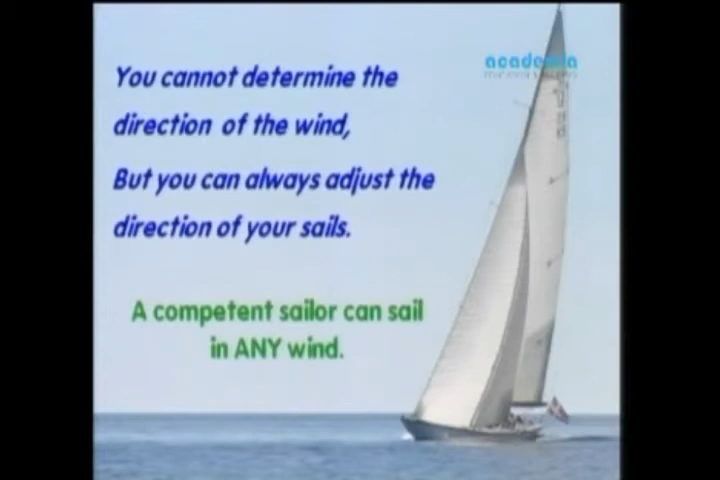 academia
You cannot determine the
direction of the wind,
But you can always adjust the
direction of your sails.
A competent sailor can sail
in ANY wind.